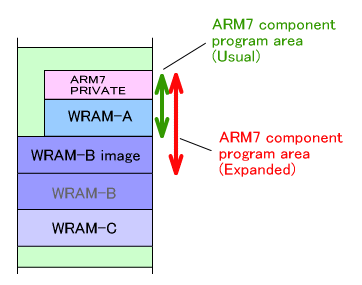 ARM7 component
program area
(Usual)
ARM7
PRIVATE
WRAM-A
ARM7 component
program area
(Expanded)
WRAM-B image
WRAM-B
WRAM-C